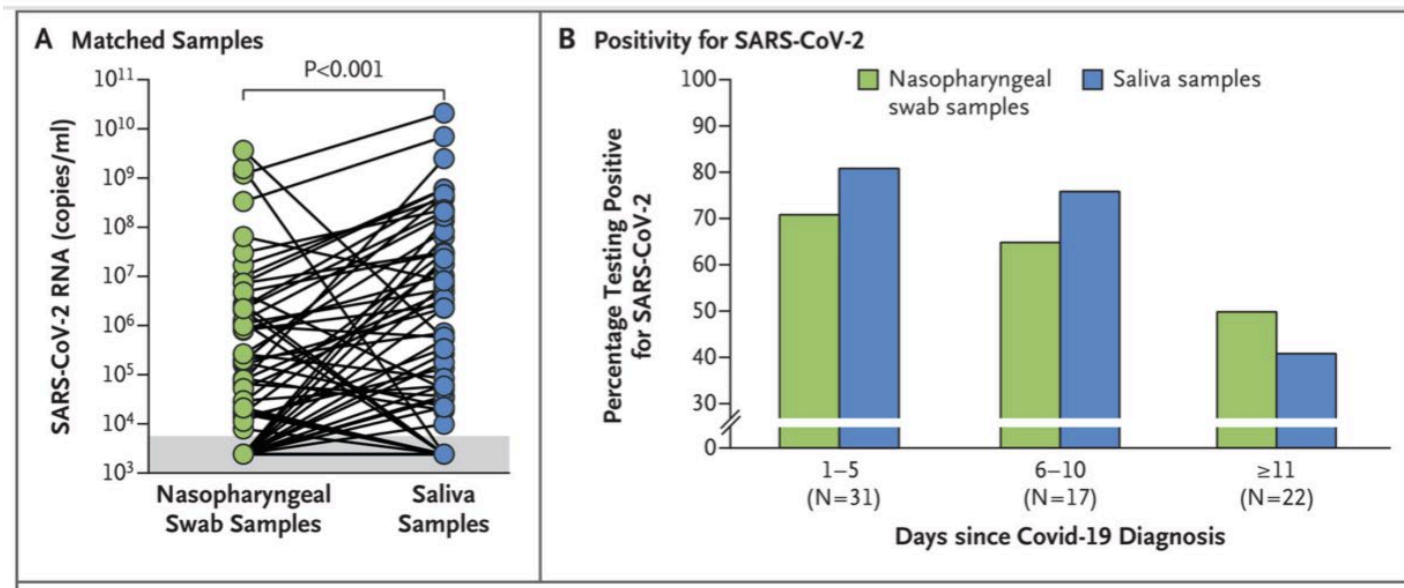 A Matched Samples
P<0.001
10¹¹
10¹⁰
10⁹
10⁸
10⁷
10⁶
10⁵
10⁴
10³
SARS-CoV-2 RNA (copies/ml)
Nasopharyngeal
Swab Samples
Saliva
Samples
B Positivity for SARS-CoV-2
Nasopharyngeal
swab samples
Saliva samples
100
90
80
70
60
50
40
30
0
Percentage Testing Positive
for SARS-CoV-2
1–5
(N=31)
6–10
(N=17)
≥11
(N=22)
Days since Covid-19 Diagnosis